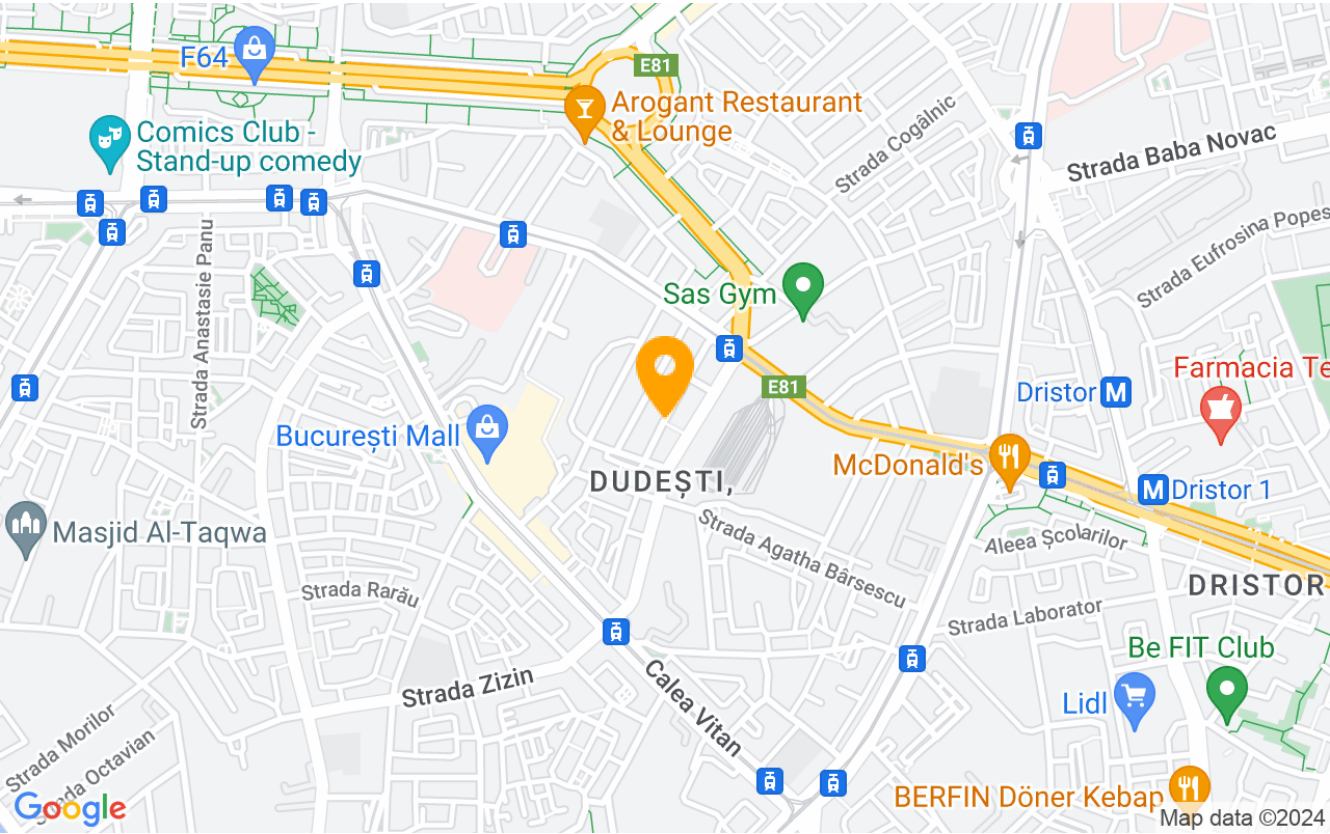 E81
F64
Arogant Restaurant
& Lounge
Comics Club -
Stand-up comedy
Strada Cogâlnic
Strada Baba Novac
Strada Eufrosina Popes
Strada Anastasie Panu
Sas Gym
E81
Farmacia Te
Dristor M
București Mall
McDonald's
DUDEȘTI,
M Dristor 1
Masjid Al-Taqwa
Strada Agatha Bârsescu
Aleea Școlarilor
DRISTOR
Strada Rarău
Strada Laborator
Be FIT Club
Strada Zizin
Calea Vitan
Lidl
Strada Morilor
Strada Octavian
BERFIN Döner Kebap
Google
Map data ©2024